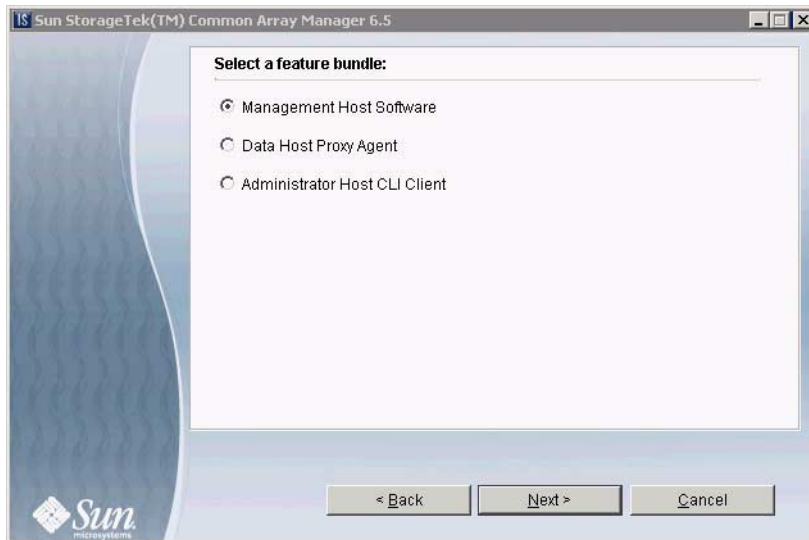 Sun StorageTek(TM) Common Array Manager 6.5
Select a feature bundle:
Management Host Software
Data Host Proxy Agent
Administrator Host CLI Client
< Back
Next >
Cancel
Sun
microsystems